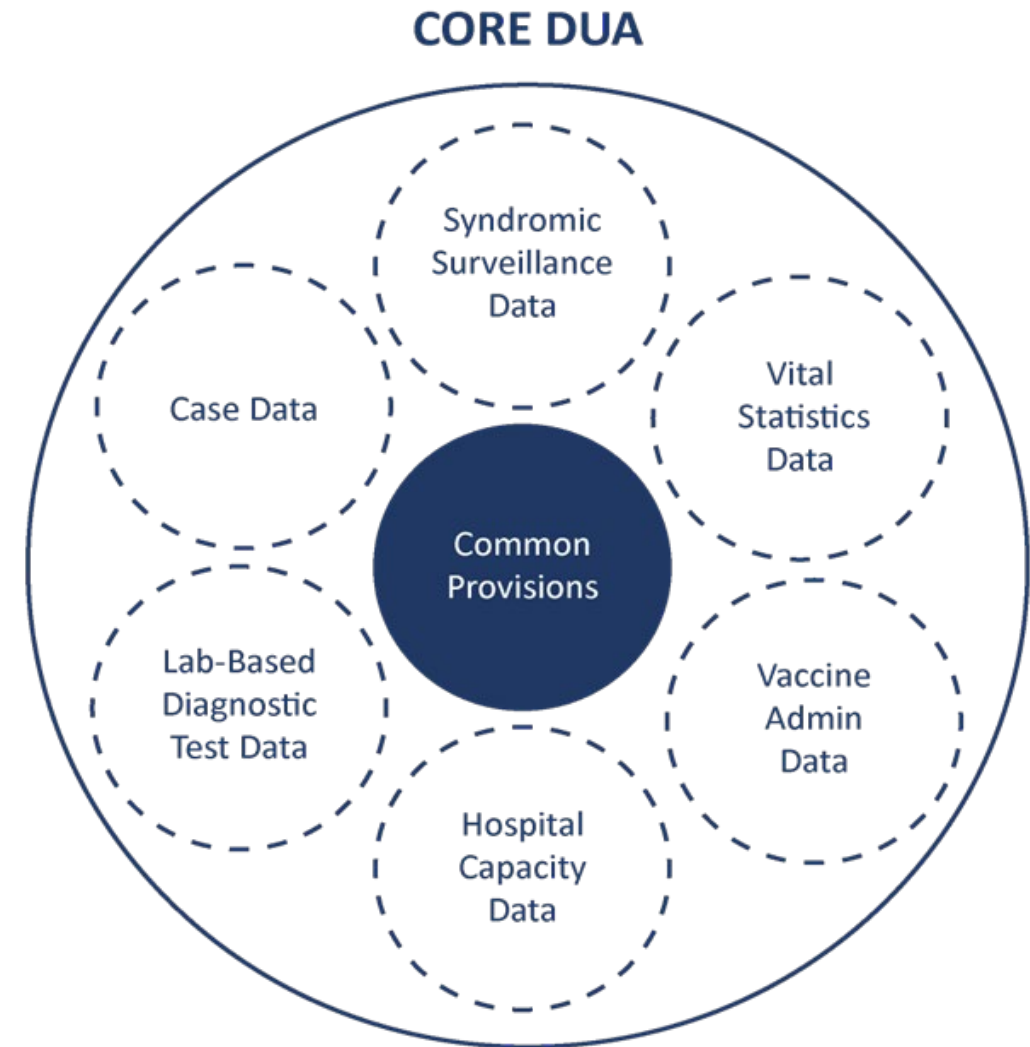 CORE DUA
Syndromic
Surveillance
Data
Case Data
Vital
Statistics
Data
Common
Provisions
Lab-Based
Diagnostic
Test Data
Vaccine
Admin
Data
Hospital
Capacity
Data